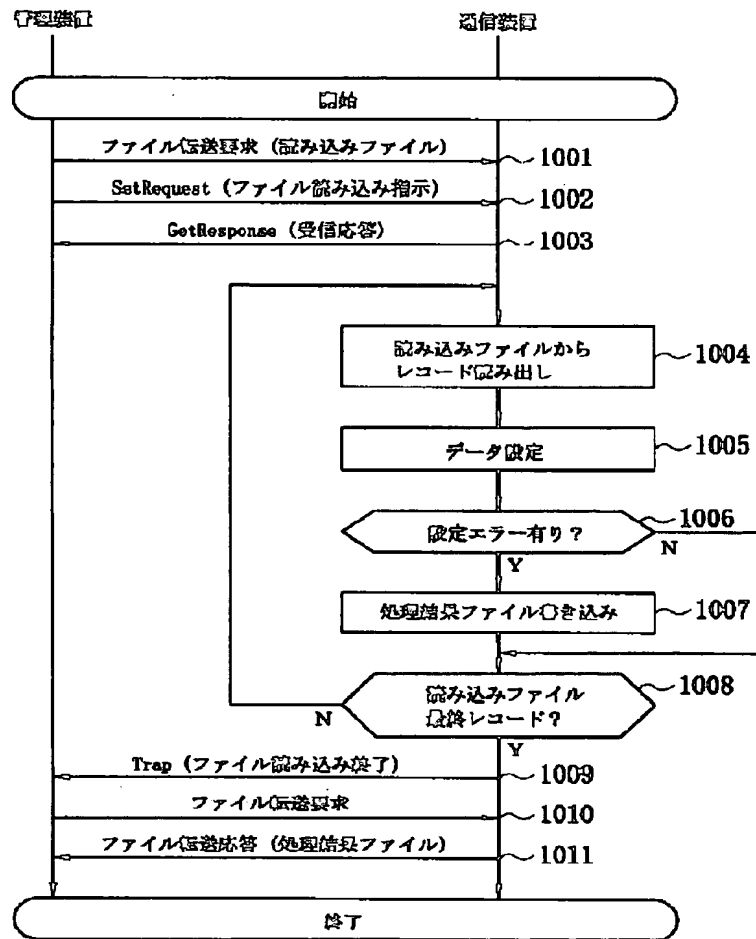 管理装置
通信装置
開始
ファイル伝送要求 (読み込みファイル)
1001
SetRequest (ファイル読み込み指示)
1002
GetResponse (受信応答)
1003
読み込みファイルから
レコード読み出し
1004
データ設定
1005
設定エラー有り?
1006
N
Y
処理結果ファイル書き込み
1007
読み込みファイル
最終レコード?
1008
N
Y
Trap (ファイル読み込み終了)
1009
ファイル伝送要求
1010
ファイル伝送応答 (処理結果ファイル)
1011
終了